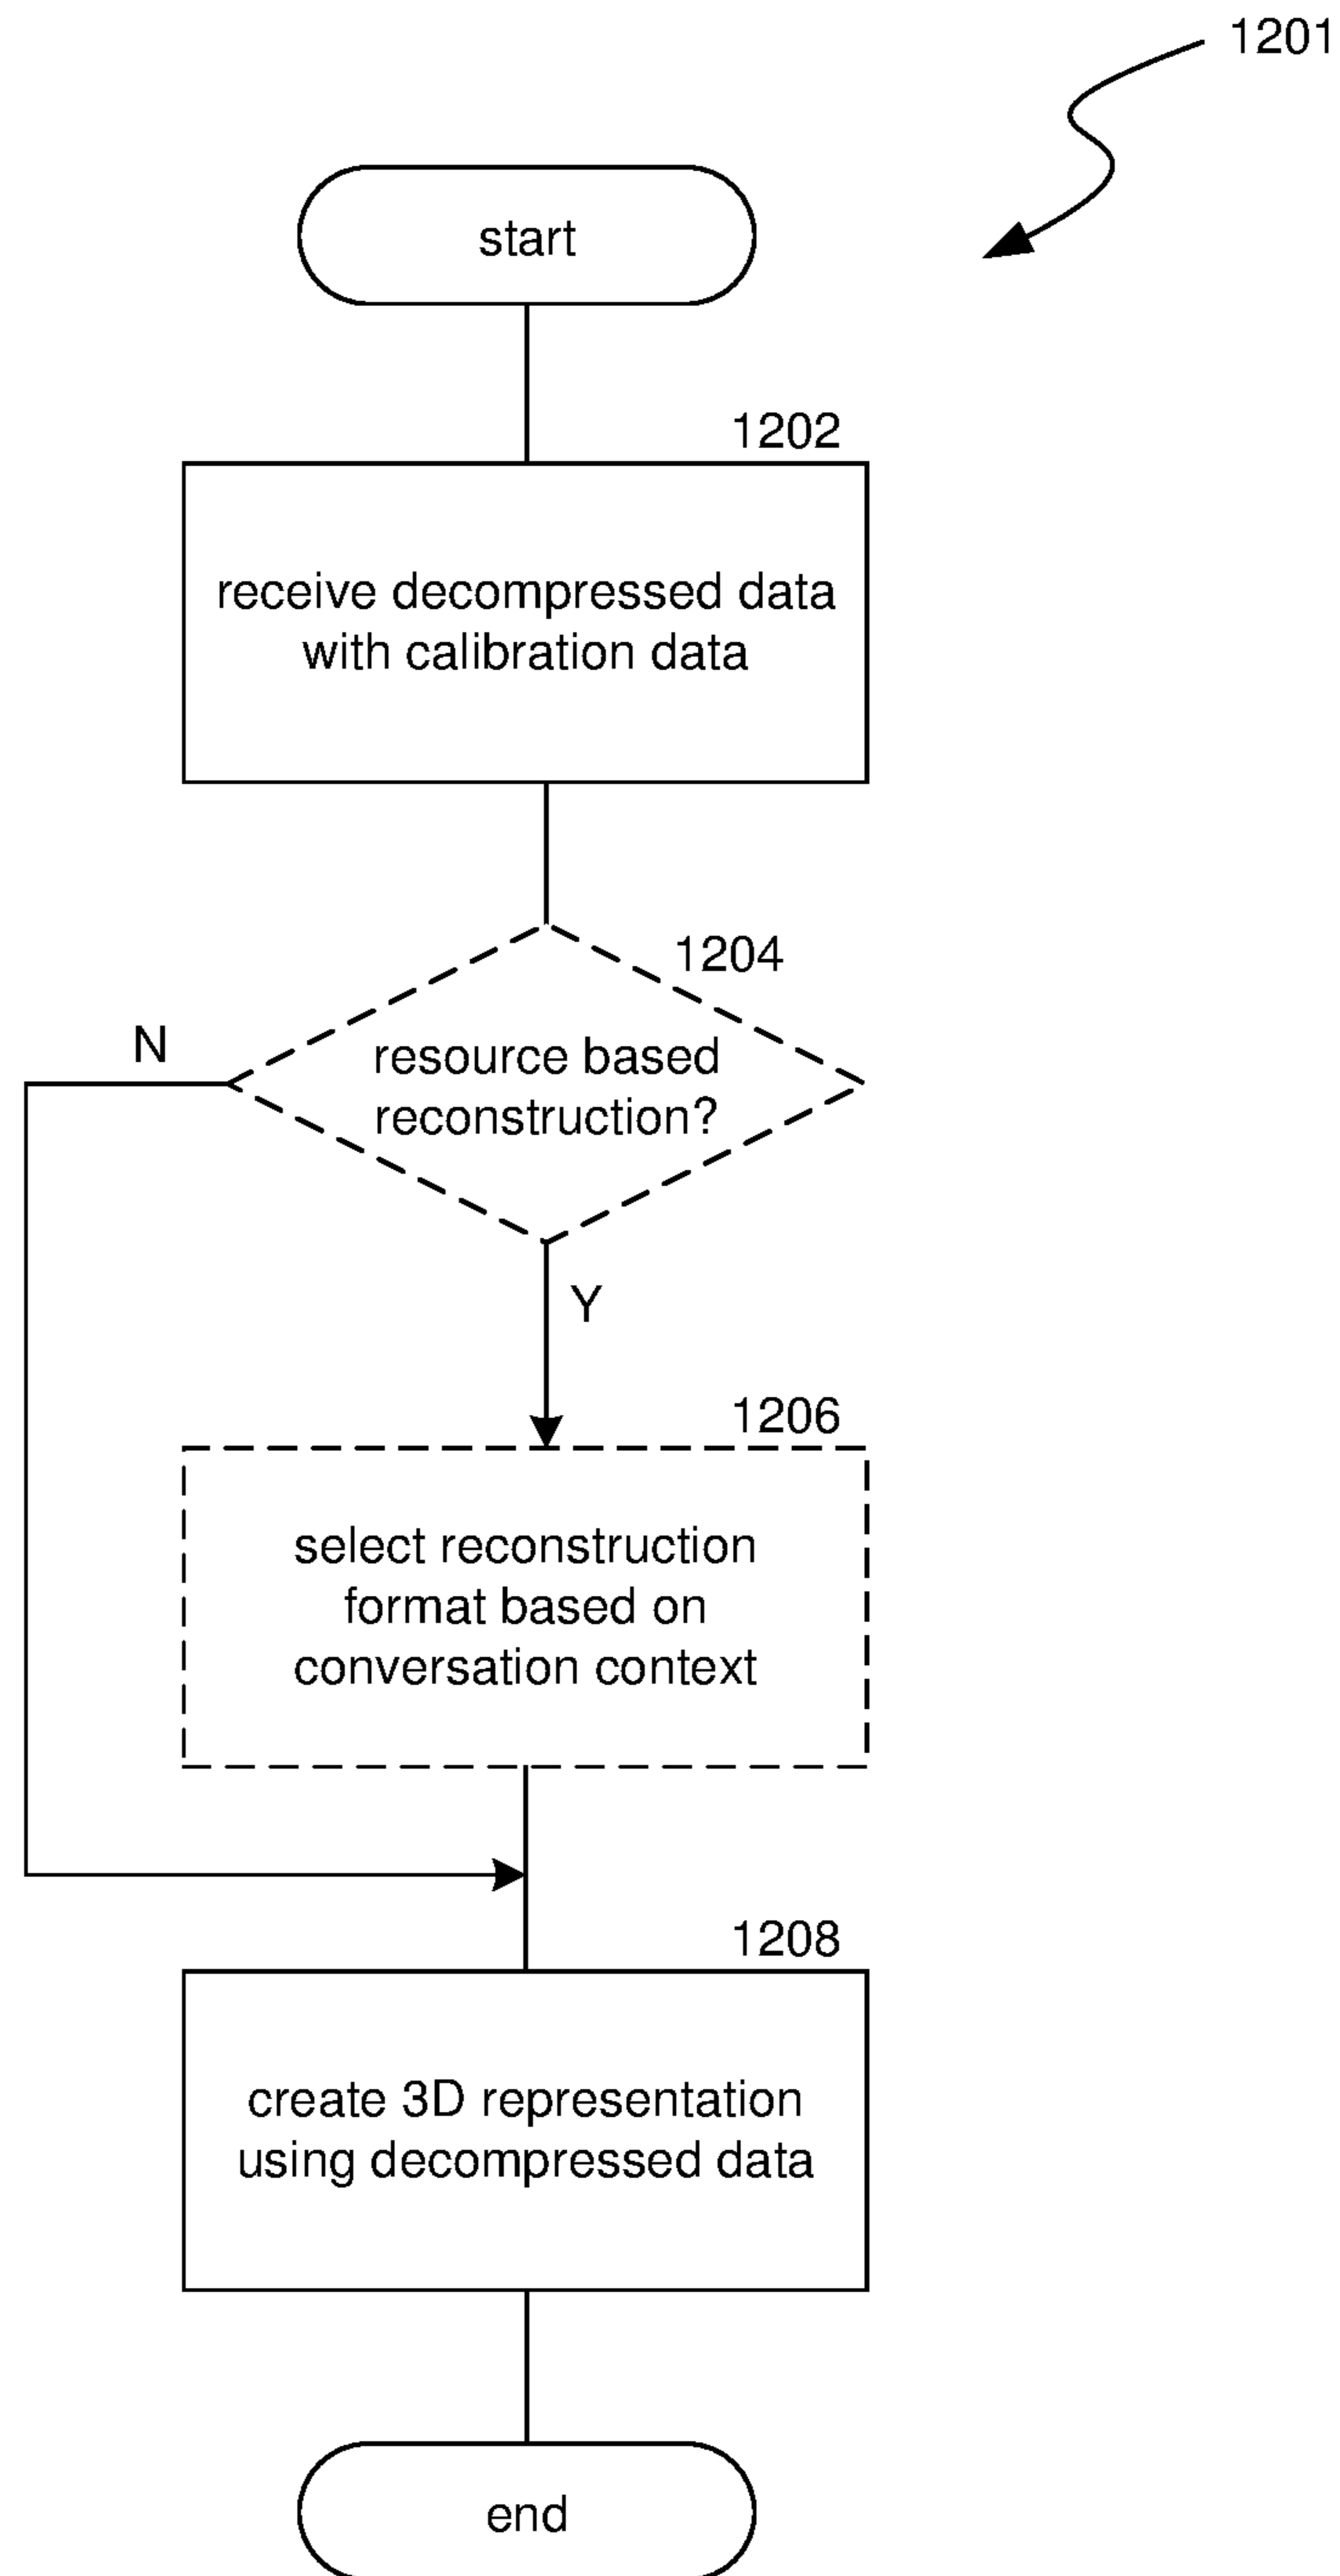 1201
start
1202
receive decompressed data
with calibration data
1204
N
resource based
reconstruction?
Y
1206
select reconstruction
format based on
conversation context
1208
create 3D representation
using decompressed data
end